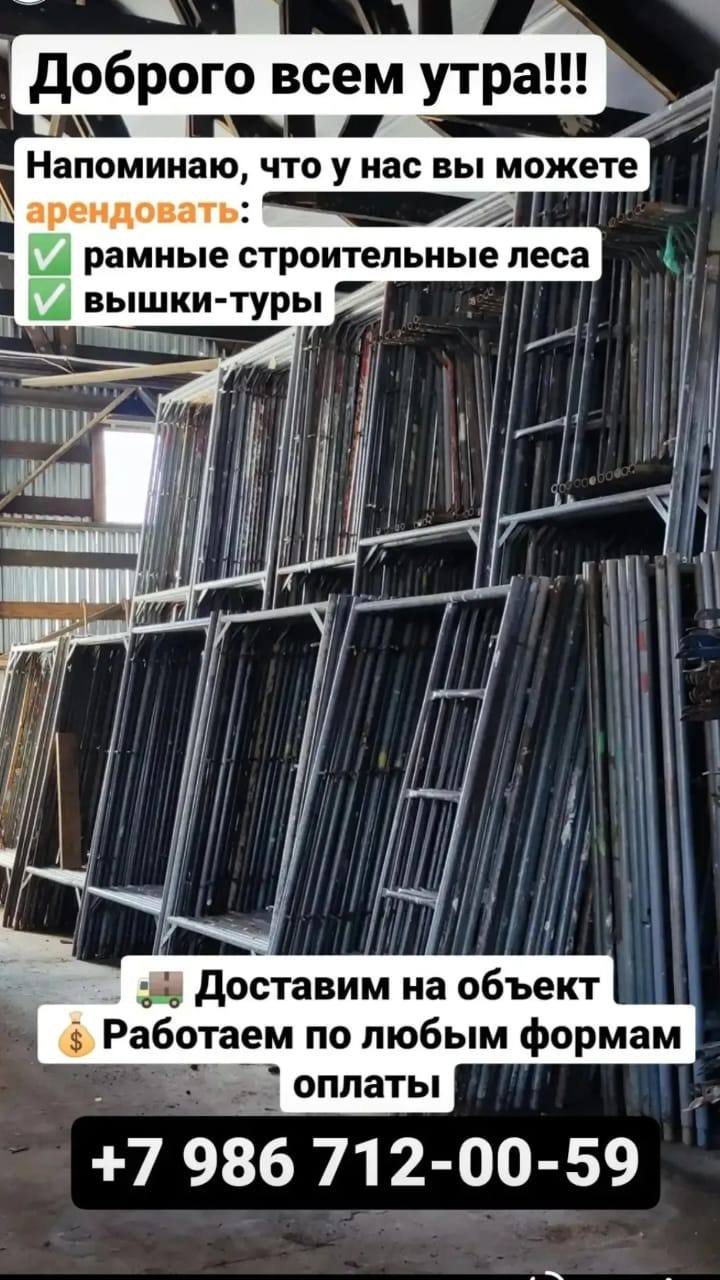 Доброго всем утра!!!
Напоминаю, что у нас вы можете
арендовать:
✅ рамные строительные леса
✅ вышки-туры
🚚 Доставим на объект
💰Работаем по любым формам
оплаты
+7 986 712-00-59